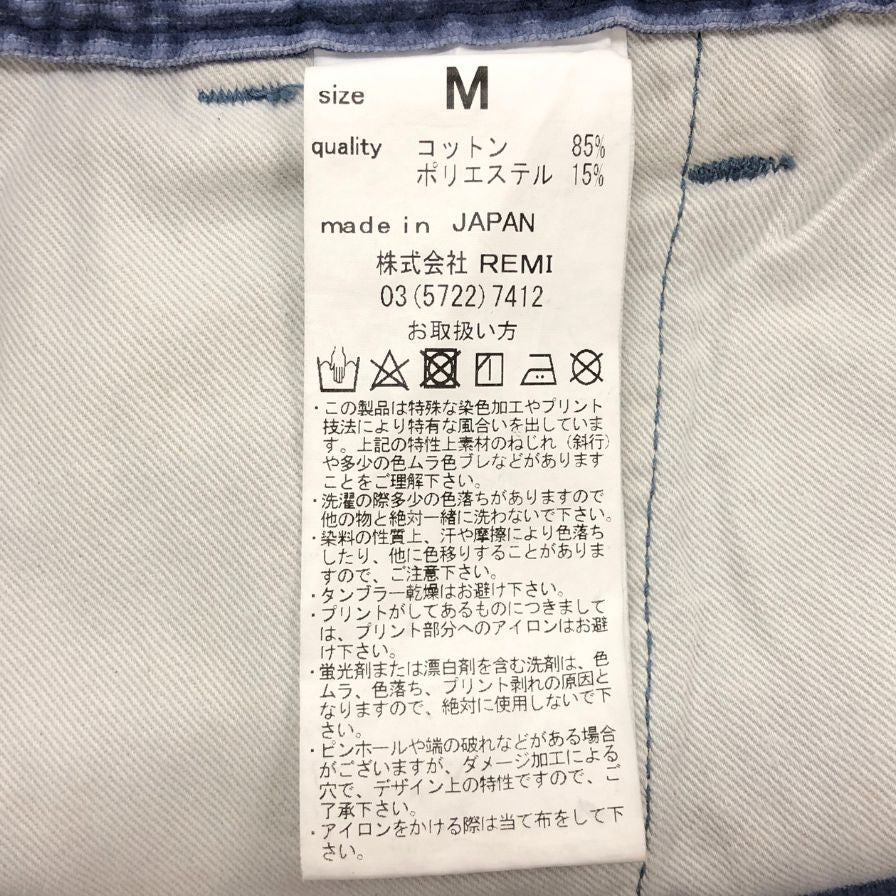 size M
quality コットン 85%
ポリエステル 15%
made in JAPAN
株式会社 REMI
03(5722)7412
お取扱い方
・この製品は特殊な染色加工やプリント
技法により特有な風合いを出していま
す。上記の特性上素材のねじれ（斜行）
や多少の色ムラ色ブレなどがあります
ことをご理解下さい。
・洗濯の際多少の色落ちがありますので
他の物と絶対一緒に洗わないで下さい。
・染料の性質上、汗や摩擦により色落ち
したり、他に色移りすることがありま
すので、ご注意下さい。
・タンブラー乾燥はお避け下さい。
・プリントがしてあるものにつきまして
は、プリント部分へのアイロンはお避
け下さい。
・蛍光剤または漂白剤を含む洗剤は、色
ムラ、色落ち、プリント剥れの原因と
なりますので、絶対に使用しないで下
さい。
・ピンホールや端の破れなどがある場合
がございますが、ダメージ加工による
穴で、デザイン上の特性ですので、ご
了承下さい。
・アイロンをかける際は当て布をして下
さい。